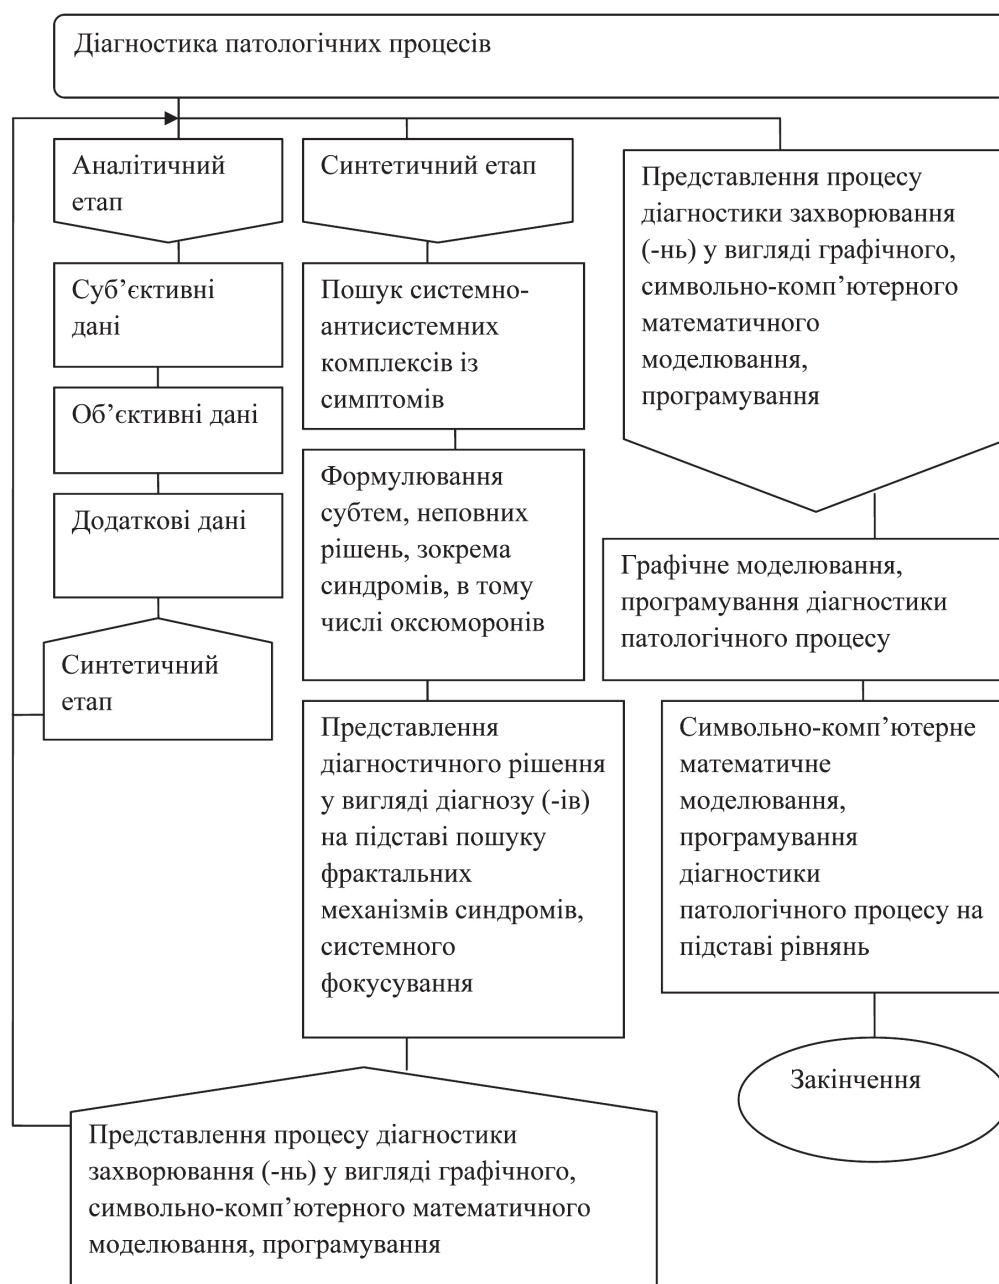 Діагностика патологічних процесів
Аналітичний
етап
Суб’єктивні
дані
Об’єктивні дані
Додаткові дані
Синтетичний
етап
Синтетичний етап
Пошук системно-
антисистемних
комплексів із
симптомів
Формулювання
субтем, неповних
рішень, зокрема
синдромів, в тому
числі оксюморонів
Представлення
діагностичного рішення
у вигляді діагнозу (-ів)
на підставі пошуку
фрактальних
механізмів синдромів,
системного
фокусування
Представлення процесу діагностики
захворювання (-нь) у вигляді графічного,
символьно-комп’ютерного математичного
моделювання, програмування
Представлення процесу
діагностики захворювання
(-нь) у вигляді графічного,
символьно-комп’ютерного
математичного
моделювання,
програмування
Графічне моделювання,
програмування діагностики
патологічного процесу
Символьно-комп’ютерне
математичне
моделювання,
програмування
діагностики
патологічного процесу на
підставі рівнянь
Закінчення